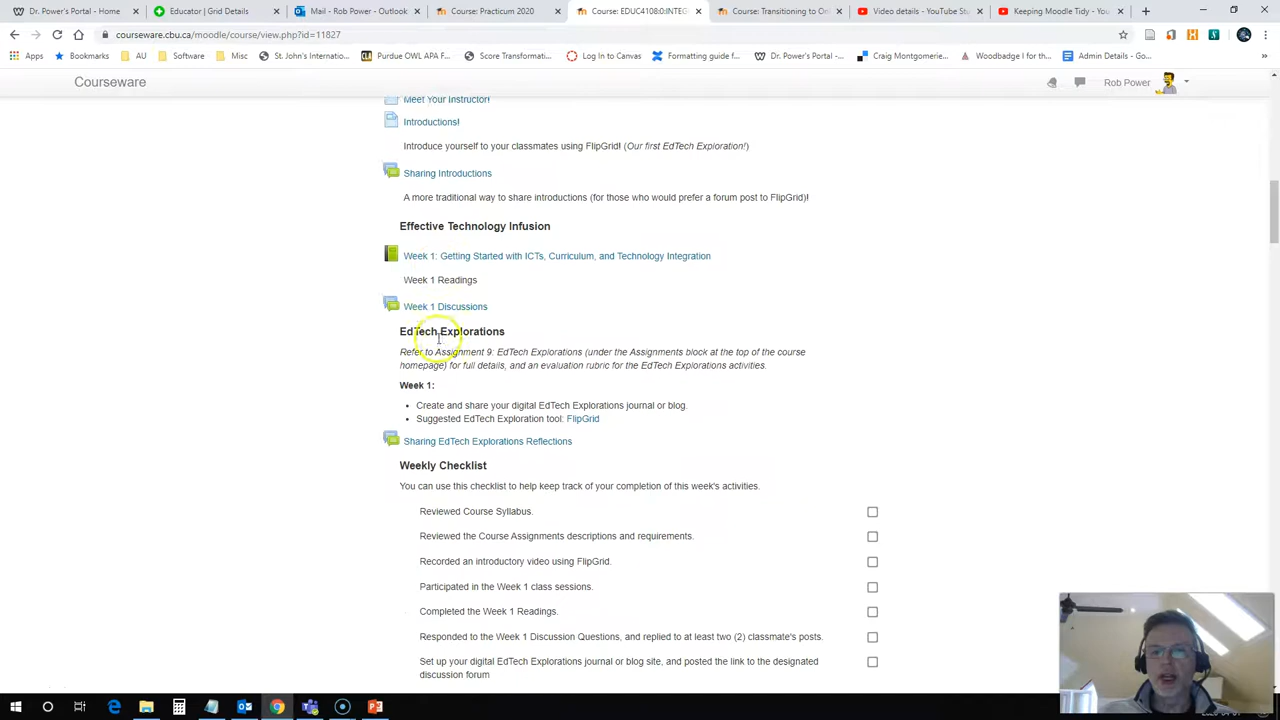 Dr. Power's Portal - Home
Educator | Grid Details
Mail - Rob Power - Outlook
Course: Practicum 2020
Course: EDUC4108:0:INTEG
Course: Transitioning to Onl
Video details - YouTube Stu
Keeping Moodle Tidy - You
courseware.cbu.ca/moodle/course/view.php?id=11827
Apps
Bookmarks
AU
Software
Misc
St. John's Internatio...
Purdue OWL APA F...
Score Transformati...
Log In to Canvas
Formatting guide f...
Dr. Power's Portal -...
Craig Montgomerie...
Woodbadge I for th...
Admin Details - Go...
Courseware
Rob Power
Meet Your Instructor!
Introductions!
Introduce yourself to your classmates using FlipGrid! (Our first EdTech Exploration!)
Sharing Introductions
A more traditional way to share introductions (for those who would prefer a forum post to FlipGrid)!
Effective Technology Infusion
Week 1: Getting Started with ICTs, Curriculum, and Technology Integration
Week 1 Readings
Week 1 Discussions
EdTech Explorations
Refer to Assignment 9: EdTech Explorations (under the Assignments block at the top of the course
homepage) for full details, and an evaluation rubric for the EdTech Explorations activities.
Week 1:
• Create and share your digital EdTech Explorations journal or blog.
• Suggested EdTech Exploration tool: FlipGrid
Sharing EdTech Explorations Reflections
Weekly Checklist
You can use this checklist to help keep track of your completion of this week's activities.
Reviewed Course Syllabus.
Reviewed the Course Assignments descriptions and requirements.
Recorded an introductory video using FlipGrid.
Participated in the Week 1 class sessions.
Completed the Week 1 Readings.
Responded to the Week 1 Discussion Questions, and replied to at least two (2) classmate's posts.
Set up your digital EdTech Explorations journal or blog site, and posted the link to the designated
discussion forum